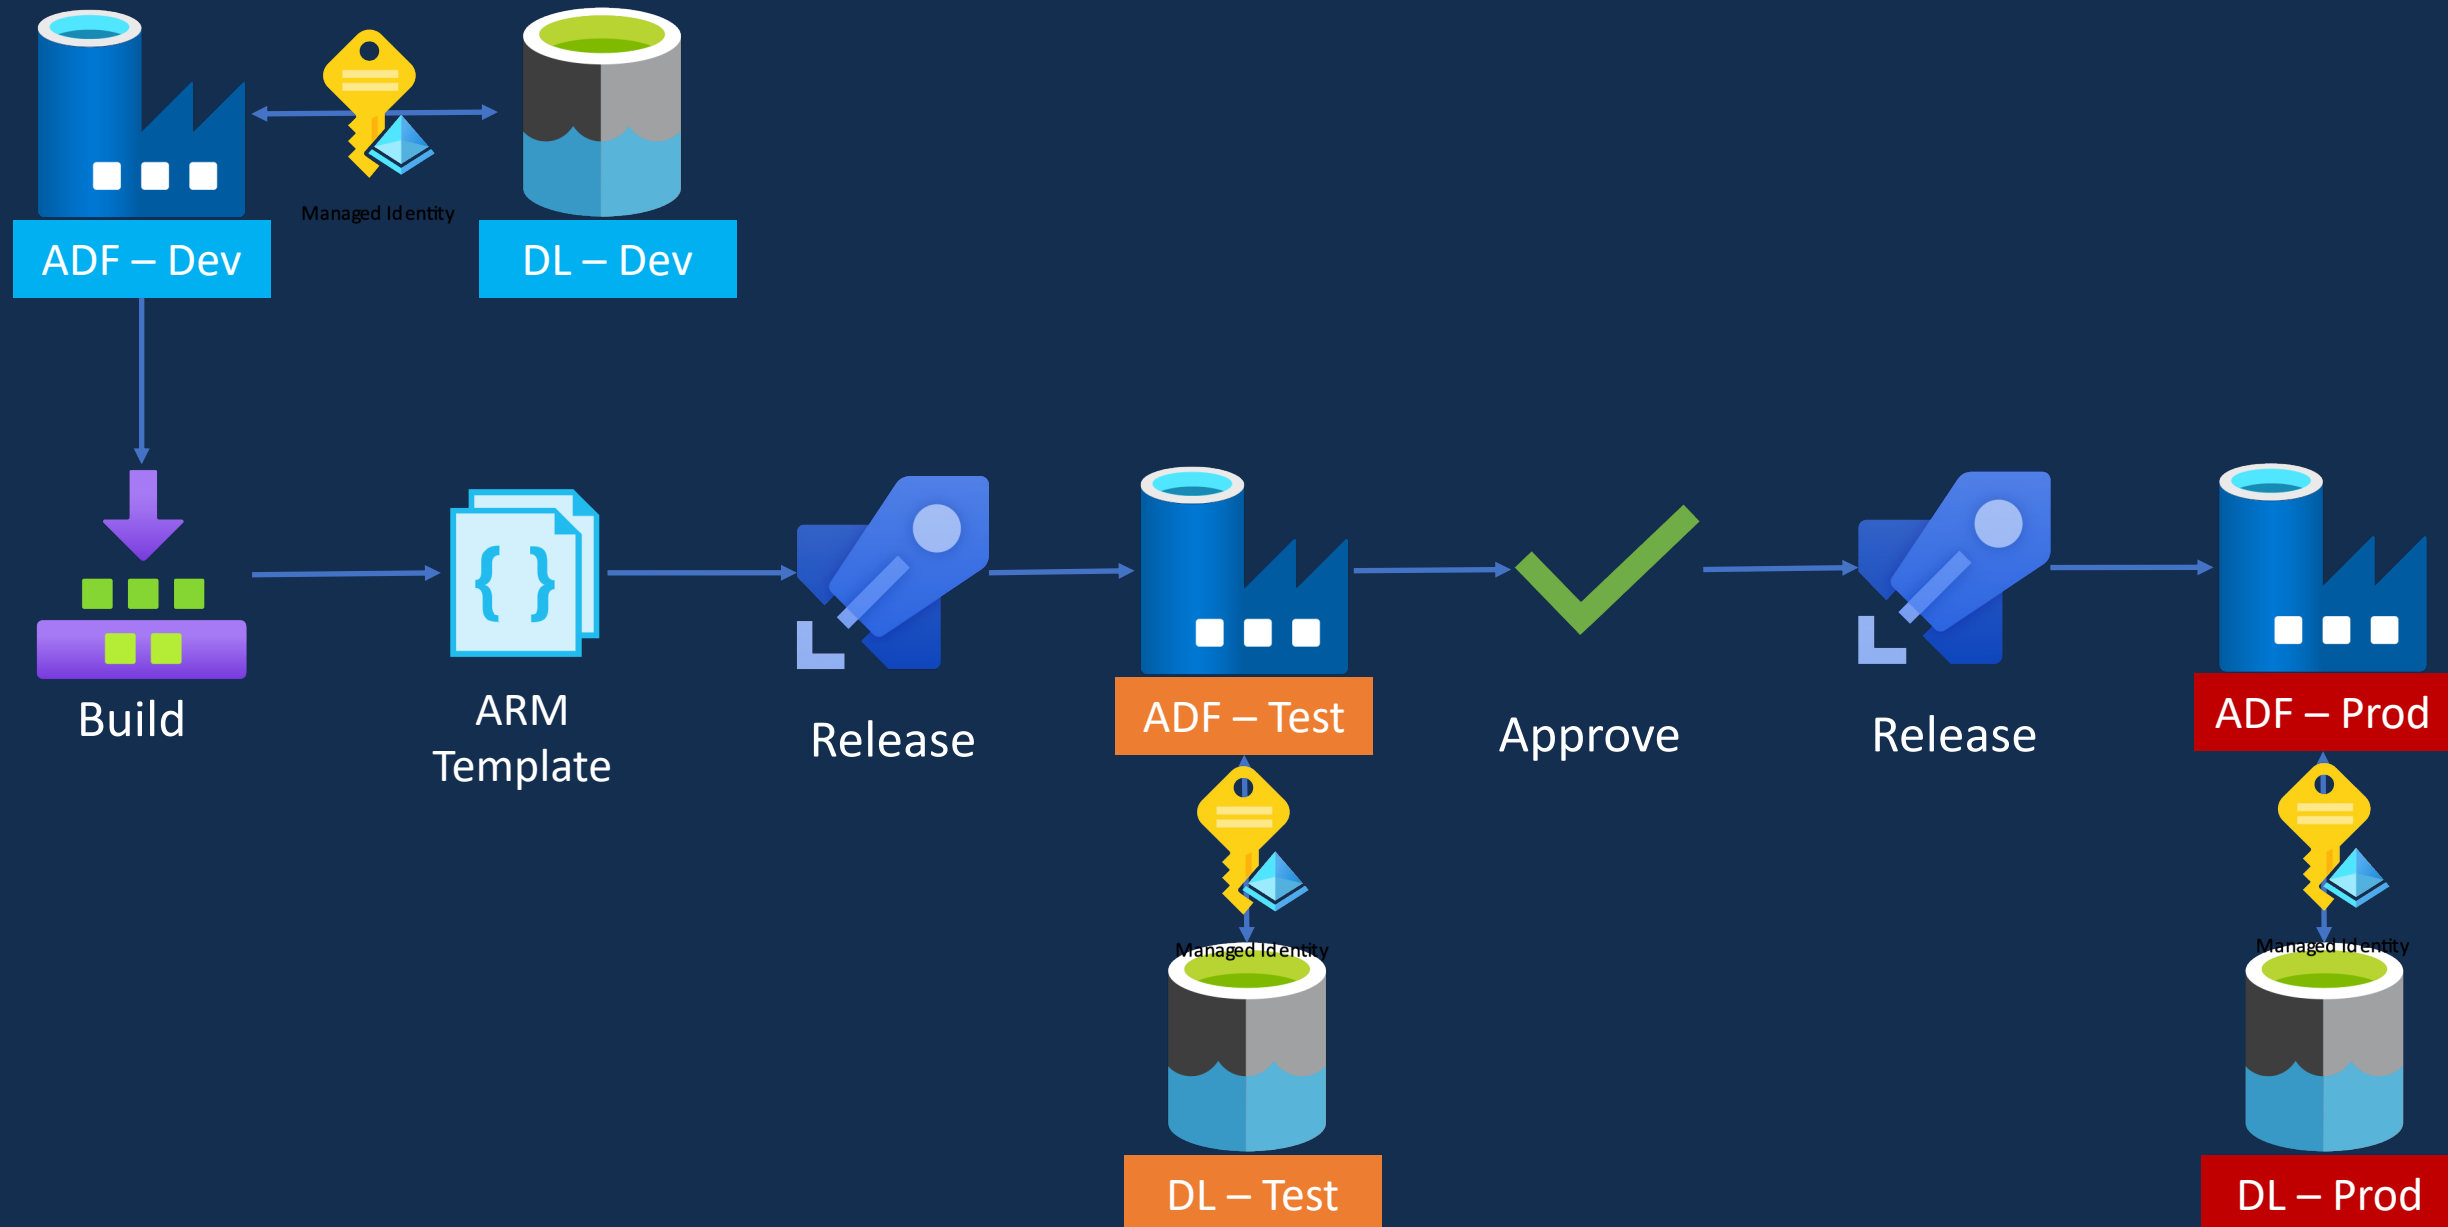 Managed Identity
ADF – Dev
DL – Dev
{ }
Build
ARM
Template
Release
ADF – Test
Approve
Release
ADF – Prod
Managed Identity
Managed Identity
DL – Test
DL – Prod